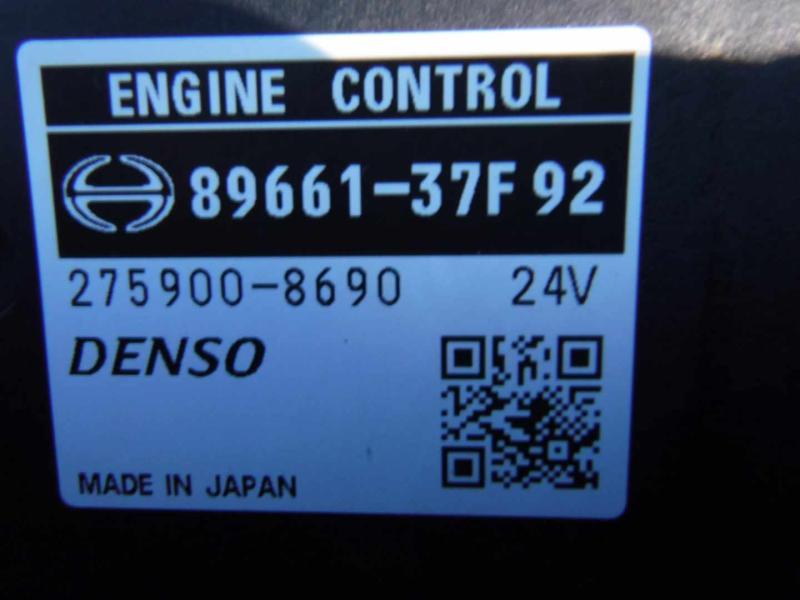 ENGINE CONTROL
89661-37F92
275900-8690 24V
DENSO
MADE IN JAPAN